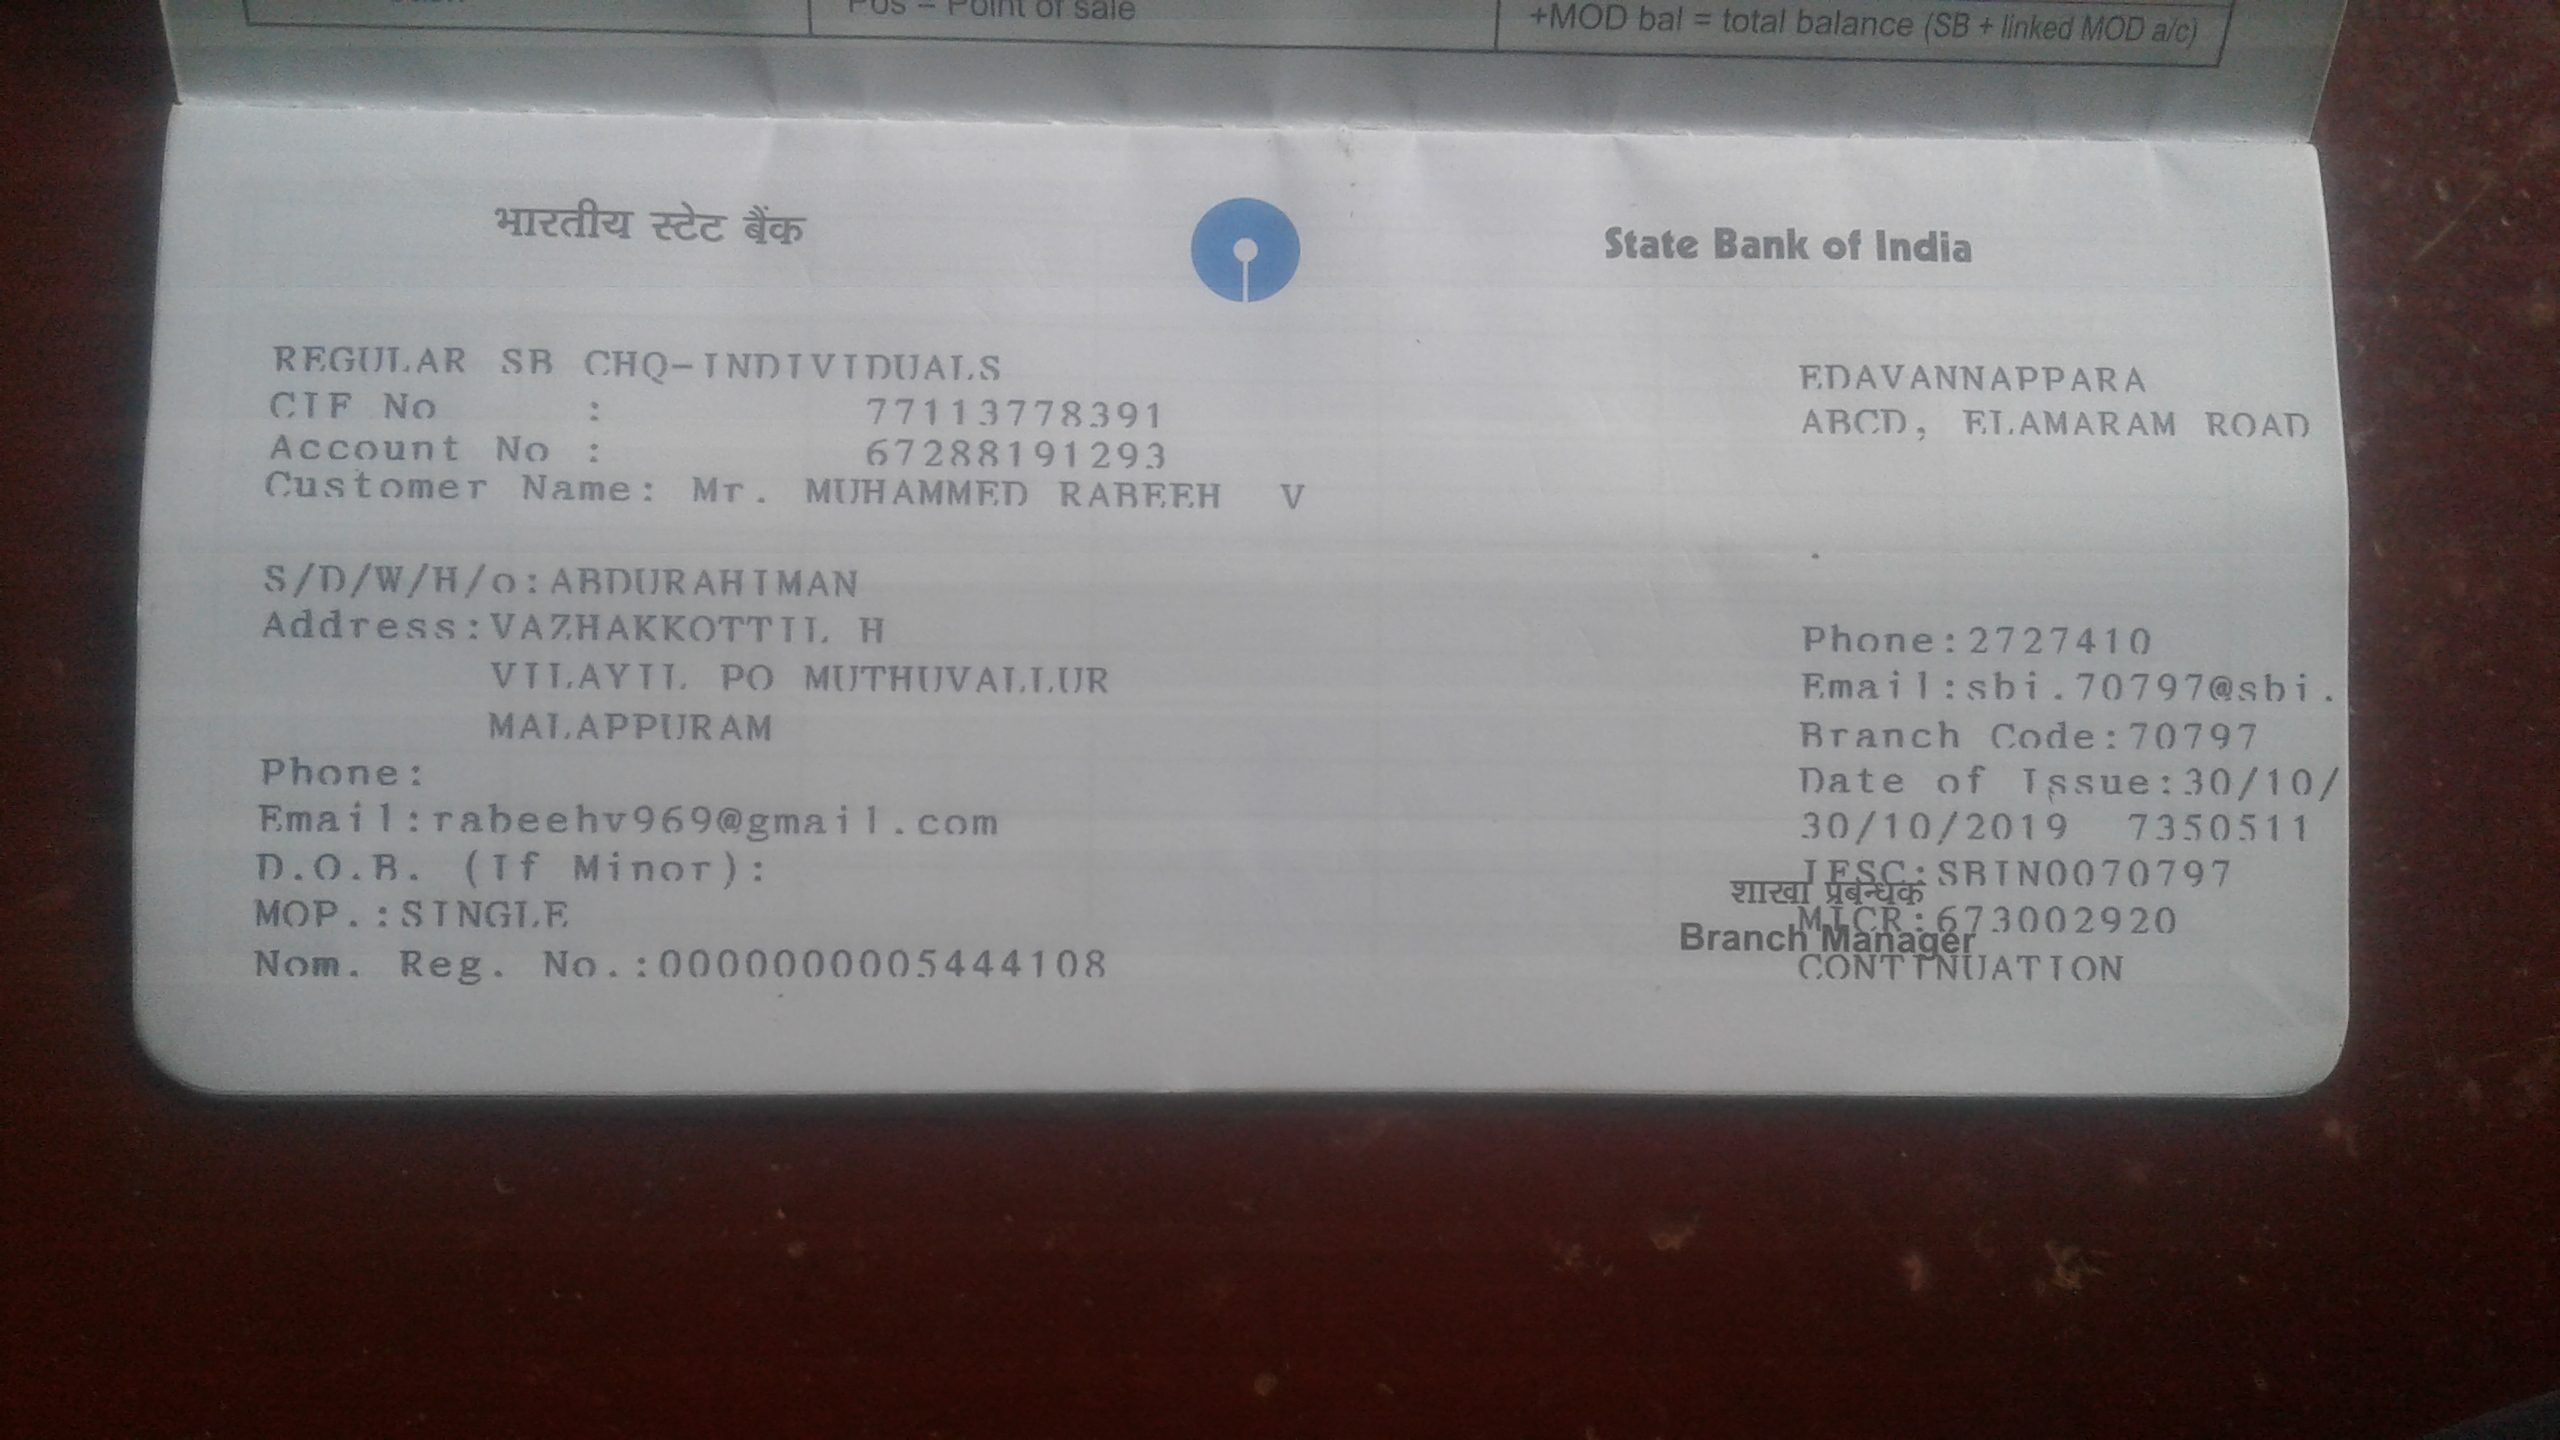 भारतीय स्टेट बैंक
State Bank of India
REGULAR SB CHQ-INDIVIDUALS
CIF No : 77113778391
Account No : 67288191293
Customer Name: Mr. MUHAMMED RABEEH V
S/D/W/H/o:ABDURAHIMAN
Address:VAZHAKKOTTIL H
VILAYIL PO MUTHUVALLUR
MALAPPURAM
Phone:
Email:rabeehv969@gmail.com
D.O.B. (If Minor):
MOP.:SINGLE
Nom. Reg. No.:0000000005444108
EDAVANNAPPARA
ABCD, ELAMARAM ROAD
Phone:2727410
Email:sbi.70797@sbi.
Branch Code:70797
Date of Issue:30/10/
30/10/2019 7350511
IFSC:SBIN0070797
शाखा प्रबन्धक
MICR:673002920
Branch Manager
CONTINUATION
Point of sale
+MOD bal = total balance (SB + linked MOD a/c)